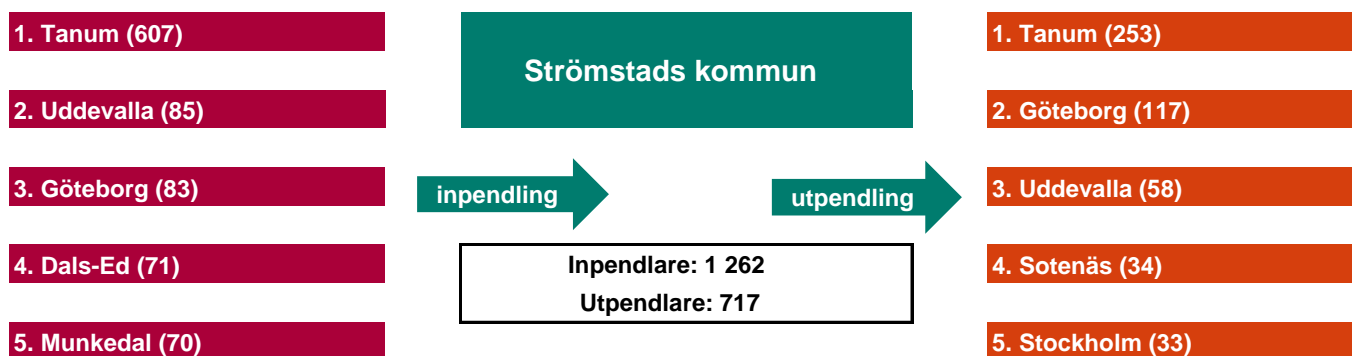 1. Tanum (607)
2. Uddevalla (85)
3. Göteborg (83)
4. Dals-Ed (71)
5. Munkedal (70)
Strömstads kommun
inpendling
utpendling
Inpendlare: 1 262
Utpendlare: 717
1. Tanum (253)
2. Göteborg (117)
3. Uddevalla (58)
4. Sotenäs (34)
5. Stockholm (33)